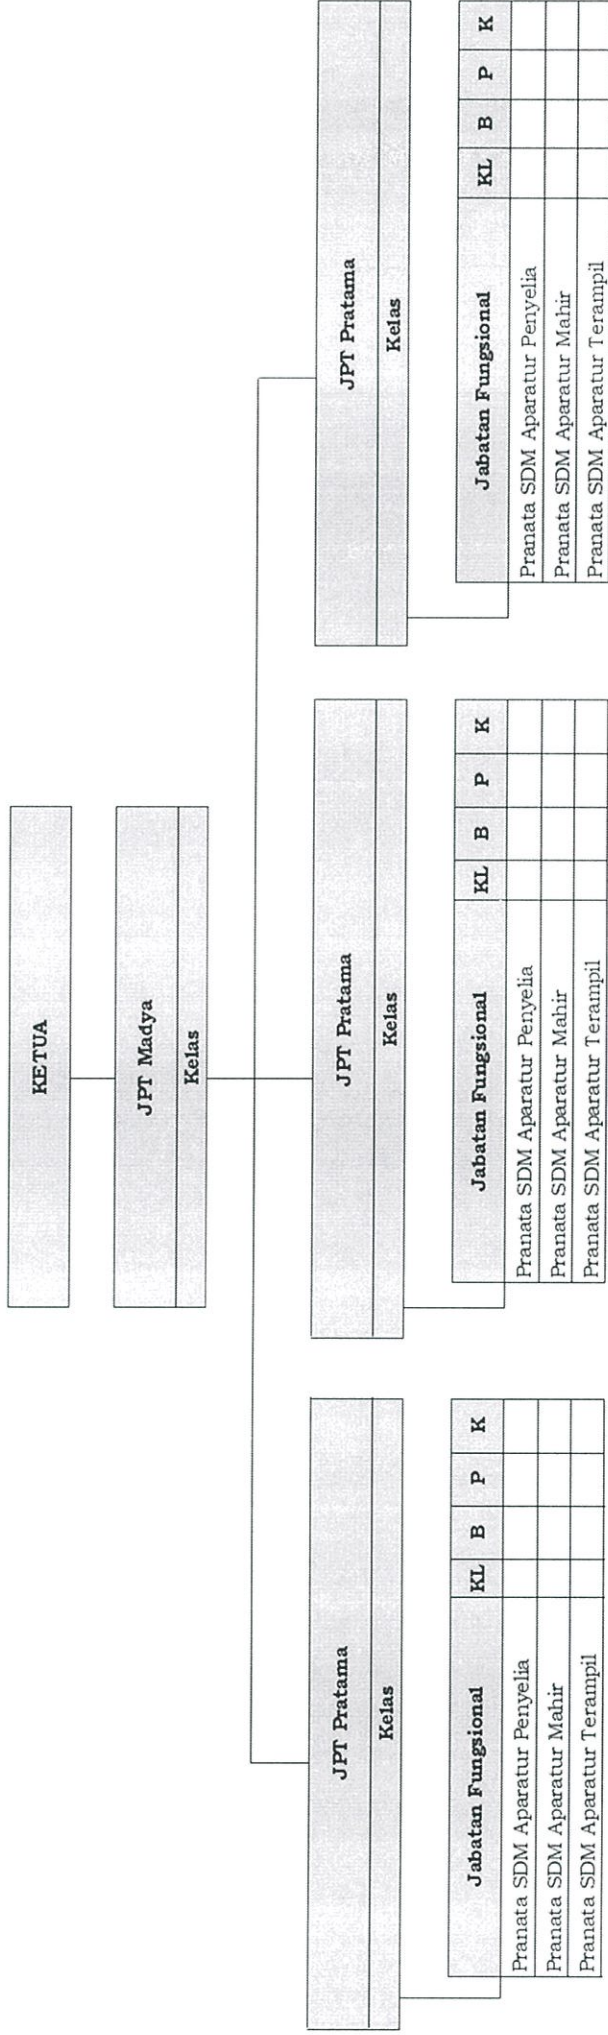 KETUA
JPT Madya
Kelas
JPT Pratama
Kelas
Jabatan Fungsional KL B P K
Pranata SDM Aparatur Penyelia
Pranata SDM Aparatur Mahir
Pranata SDM Aparatur Terampil
JPT Pratama
Kelas
Jabatan Fungsional KL B P K
Pranata SDM Aparatur Penyelia
Pranata SDM Aparatur Mahir
Pranata SDM Aparatur Terampil
JPT Pratama
Kelas
Jabatan Fungsional KL B P K
Pranata SDM Aparatur Penyelia
Pranata SDM Aparatur Mahir
Pranata SDM Aparatur Terampil